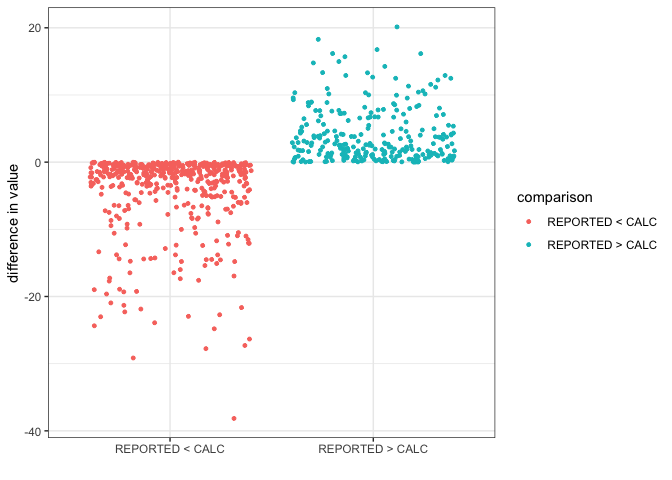 20
0
-20
-40
difference in value
REPORTED < CALC
REPORTED > CALC
comparison
REPORTED < CALC
REPORTED > CALC